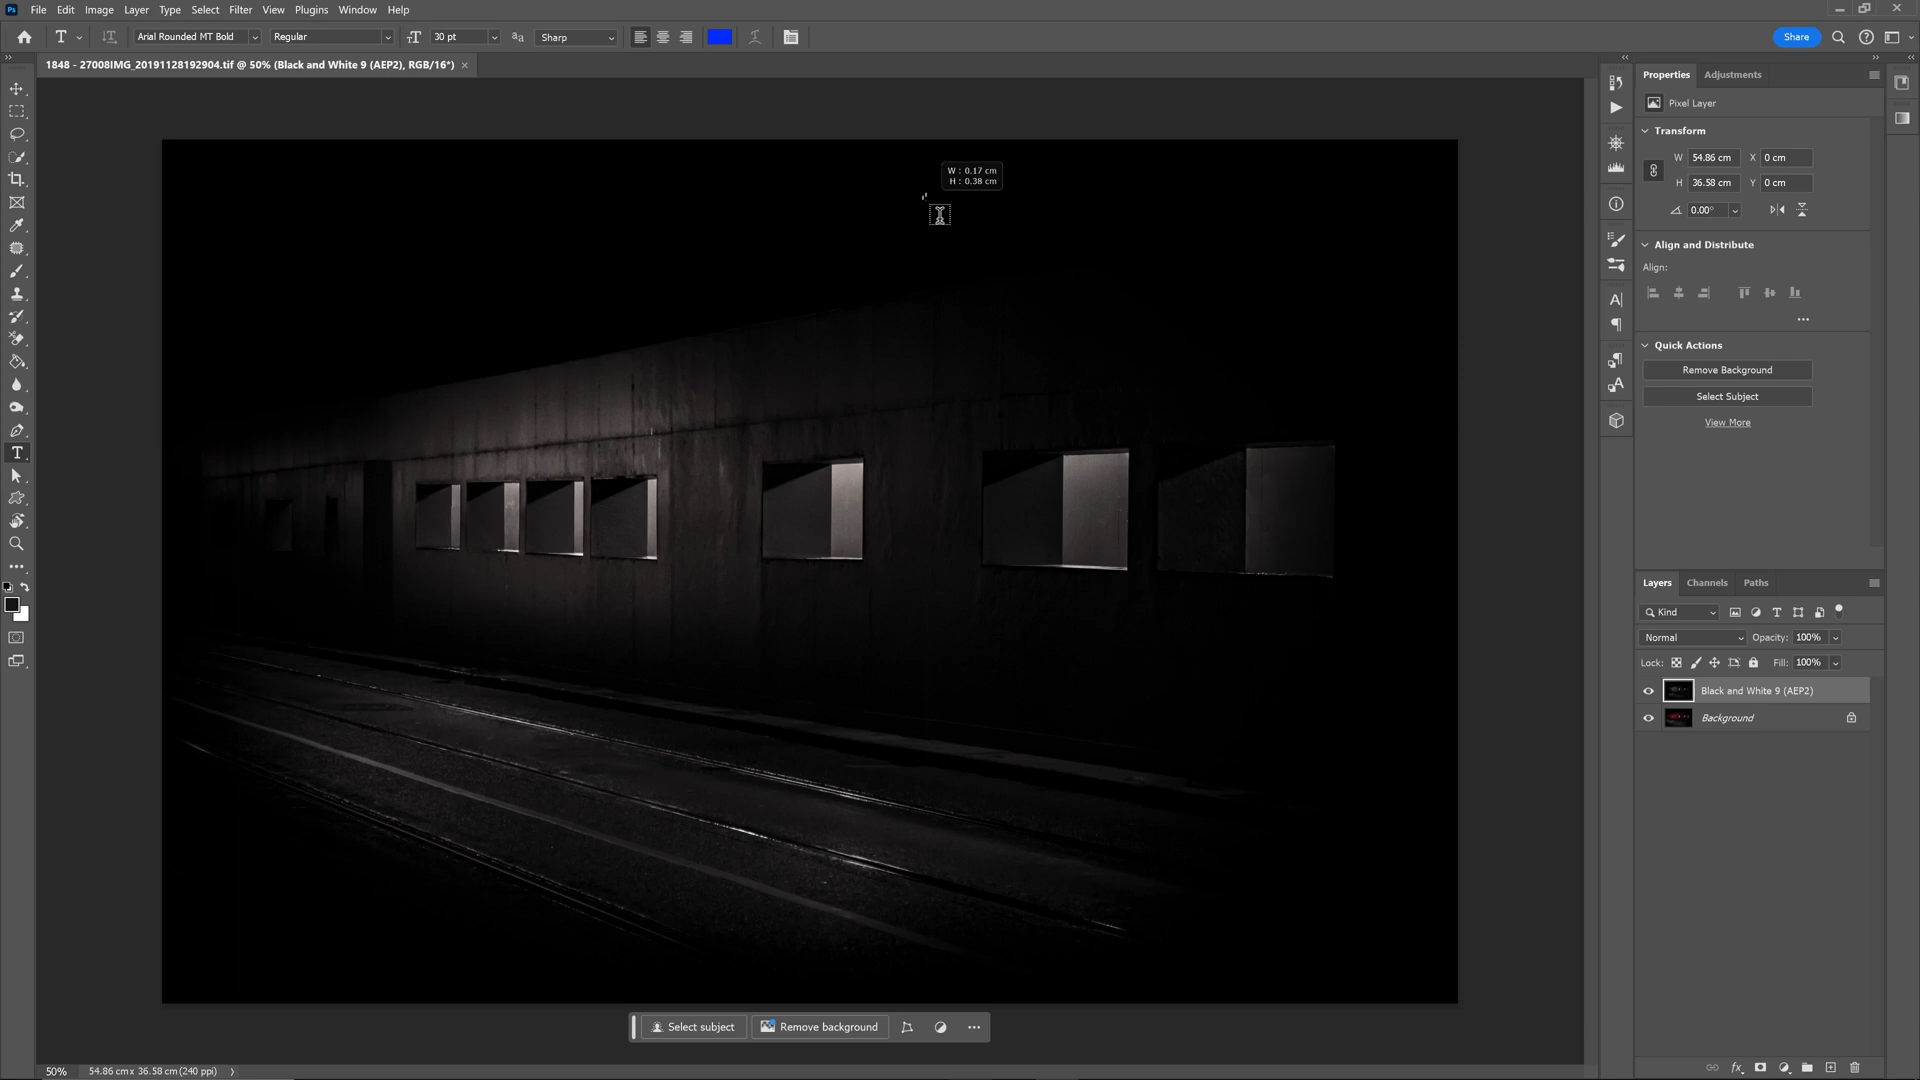 Ps File Edit Image Layer Type Select Filter View Plugins Window Help
T Arial Rounded MT Bold Regular 30 pt Sharp Share
1848 - 27008IMG_20191128192904.tif @ 50% (Black and White 9 (AEP2), RGB/16*) ×
Properties Adjustments
Pixel Layer
Transform
W 54.86 cm X 0 cm
H 36.58 cm Y 0 cm
0.00°
Align and Distribute
Align:
Quick Actions
Remove Background
Select Subject
View More
W : 0.17 cm
H : 0.38 cm
Layers Channels Paths
Kind
Normal Opacity: 100%
Lock: Fill: 100%
Black and White 9 (AEP2)
Background
Select subject Remove background
50% 54.86 cm x 36.58 cm (240 ppi)